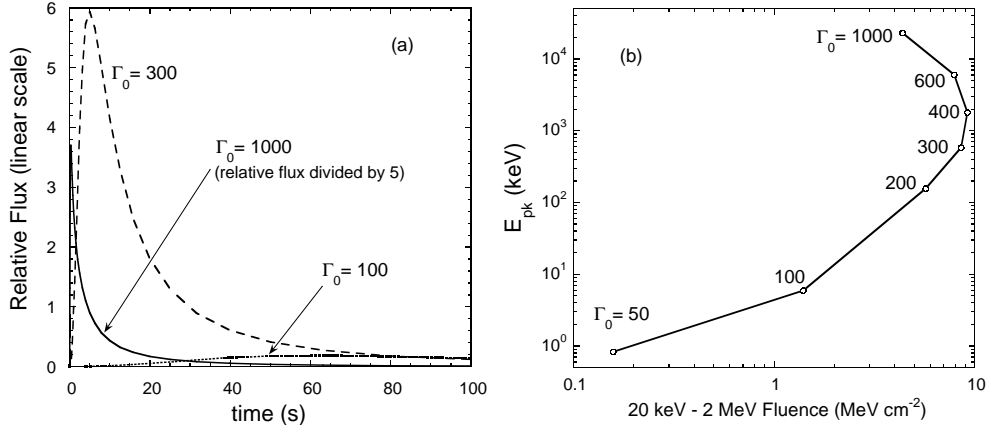 (a)
Γ0= 300
Γ0= 1000
(relative flux divided by 5)
Γ0= 100
Relative Flux (linear scale)
6
5
4
3
2
1
0
0 20 40 60 80 100
time (s)
(b)
Γ0= 1000
600
400
300
200
100
Γ0= 50
Epk (keV)
10^4
10^3
10^2
10^1
10^0
0.1 1 10
20 keV - 2 MeV Fluence (MeV cm-2)